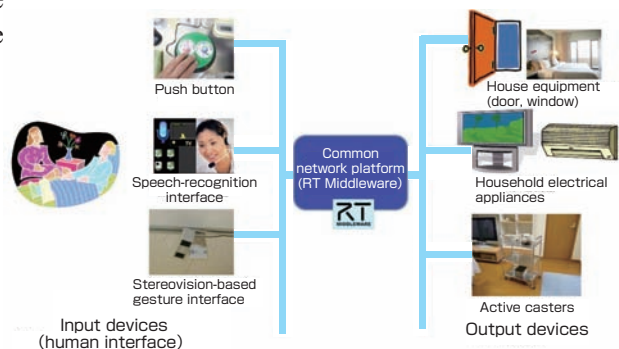 Push button
Speech-recognition
interface
Stereovision-based
gesture interface
Input devices
(human interface)
Common
network platform
(RT Middleware)
RT
MIDDLEWARE
House equipment
(door, window)
Household electrical
appliances
Active casters
Output devices